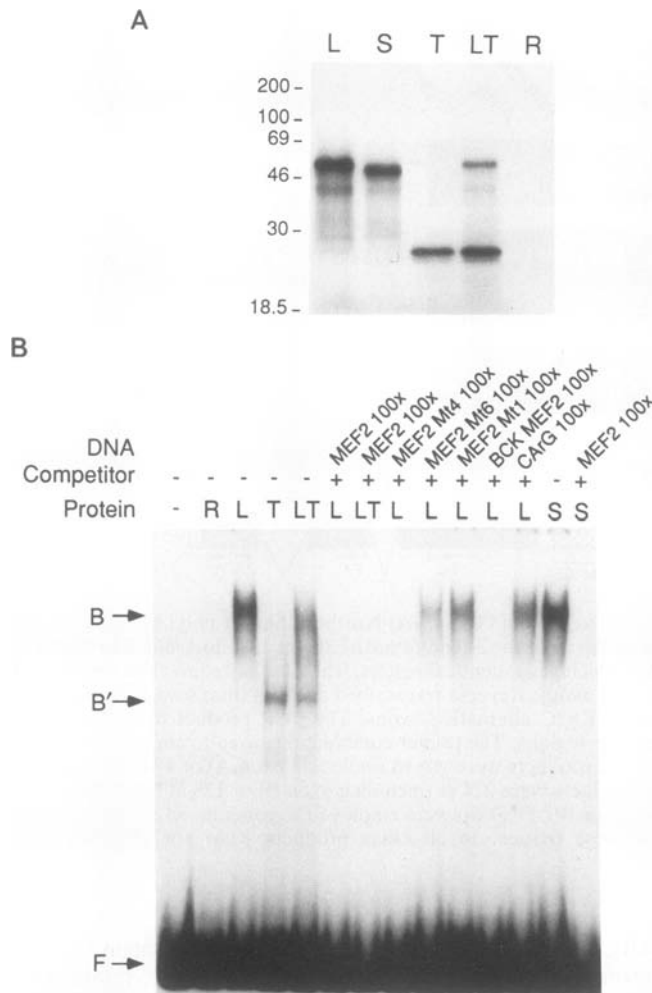 A
L S T LT R
200 -
100 -
69 -
46 -
30 -
18.5 -
B
MEF2 100x
MEF2 100x
MEF2 Mt4 100x
MEF2 Mt6 100x
MEF2 Mt1 100x
BCK MEF2 100x
CArG 100x
MEF2 100x
DNA
Competitor - - - - - + + + + + + + - +
Protein - R L T LT L LT L L L L L S S
B
B′
F